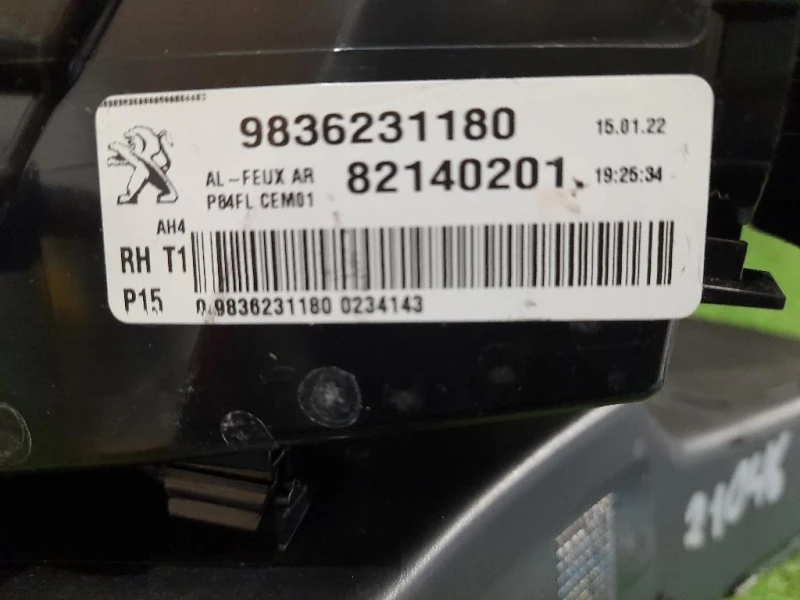 9836231180 15.01.22
AL-FEUX AR 82140201. 19:25:34
P84FL CEM01
AH4
RH T1
P15 0.9836231180 0234143
21046